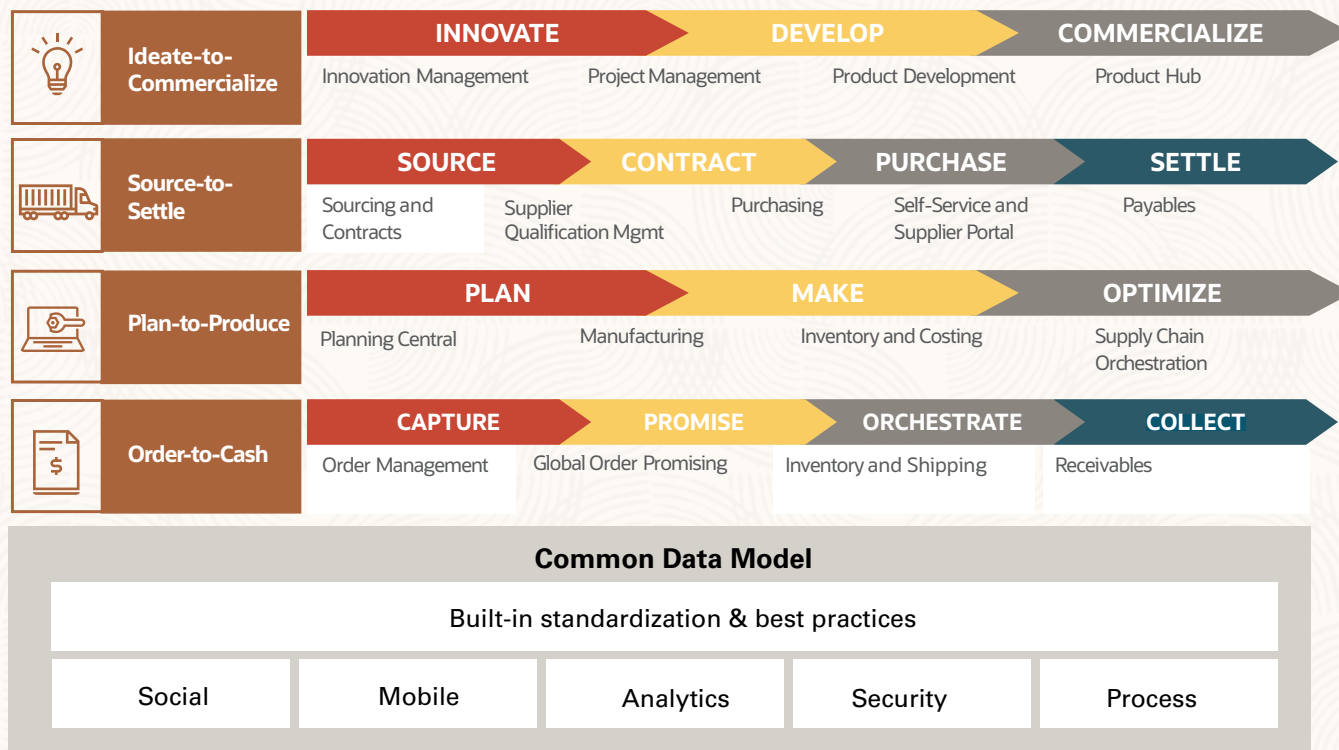 Ideate-to-
Commercialize
INNOVATE
DEVELOP
COMMERCIALIZE
Innovation Management
Project Management
Product Development
Product Hub
Source-to-
Settle
SOURCE
CONTRACT
PURCHASE
SETTLE
Sourcing and
Contracts
Supplier
Qualification Mgmt
Purchasing
Self-Service and
Supplier Portal
Payables
Plan-to-Produce
PLAN
MAKE
OPTIMIZE
Planning Central
Manufacturing
Inventory and Costing
Supply Chain
Orchestration
$
Order-to-Cash
CAPTURE
PROMISE
ORCHESTRATE
COLLECT
Order Management
Global Order Promising
Inventory and Shipping
Receivables
Common Data Model
Built-in standardization & best practices
Social
Mobile
Analytics
Security
Process